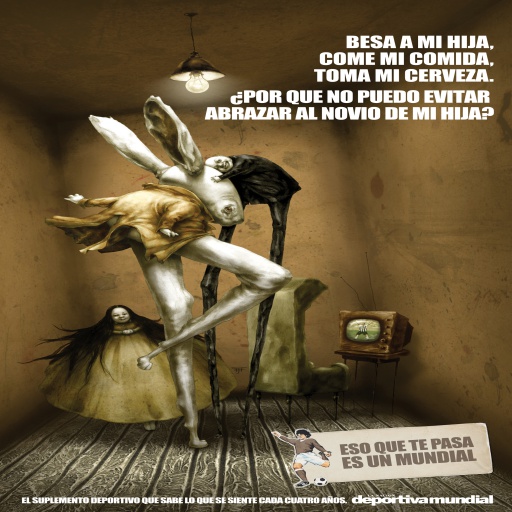 BESA A MI HIJA,
COME MI COMIDA,
TOMA MI CERVEZA.
¿POR QUE NO PUEDO EVITAR
ABRAZAR AL NOVIO DE MI HIJA?
ESO QUE TE PASA
ES UN MUNDIAL
EL SUPLEMENTO DEPORTIVO QUE SABE LO QUE SE SIENTE CADA CUATRO AÑOS. deportivamundial